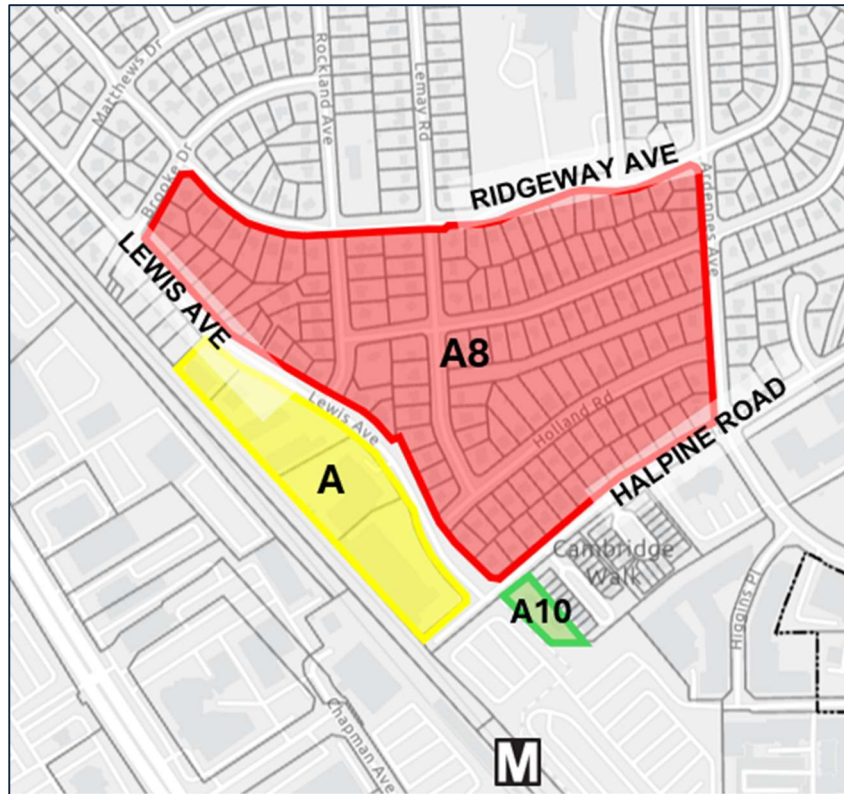 Matthews Dr
Rockland Ave
Lemay Rd
Brooke Dr
RIDGEWAY AVE
Ardennes Ave
LEWIS AVE
A8
Lewis Ave
Holland Rd
HALPINE ROAD
A
Cambridge
Walk
A10
Higgins Pl
Chapman Ave
M